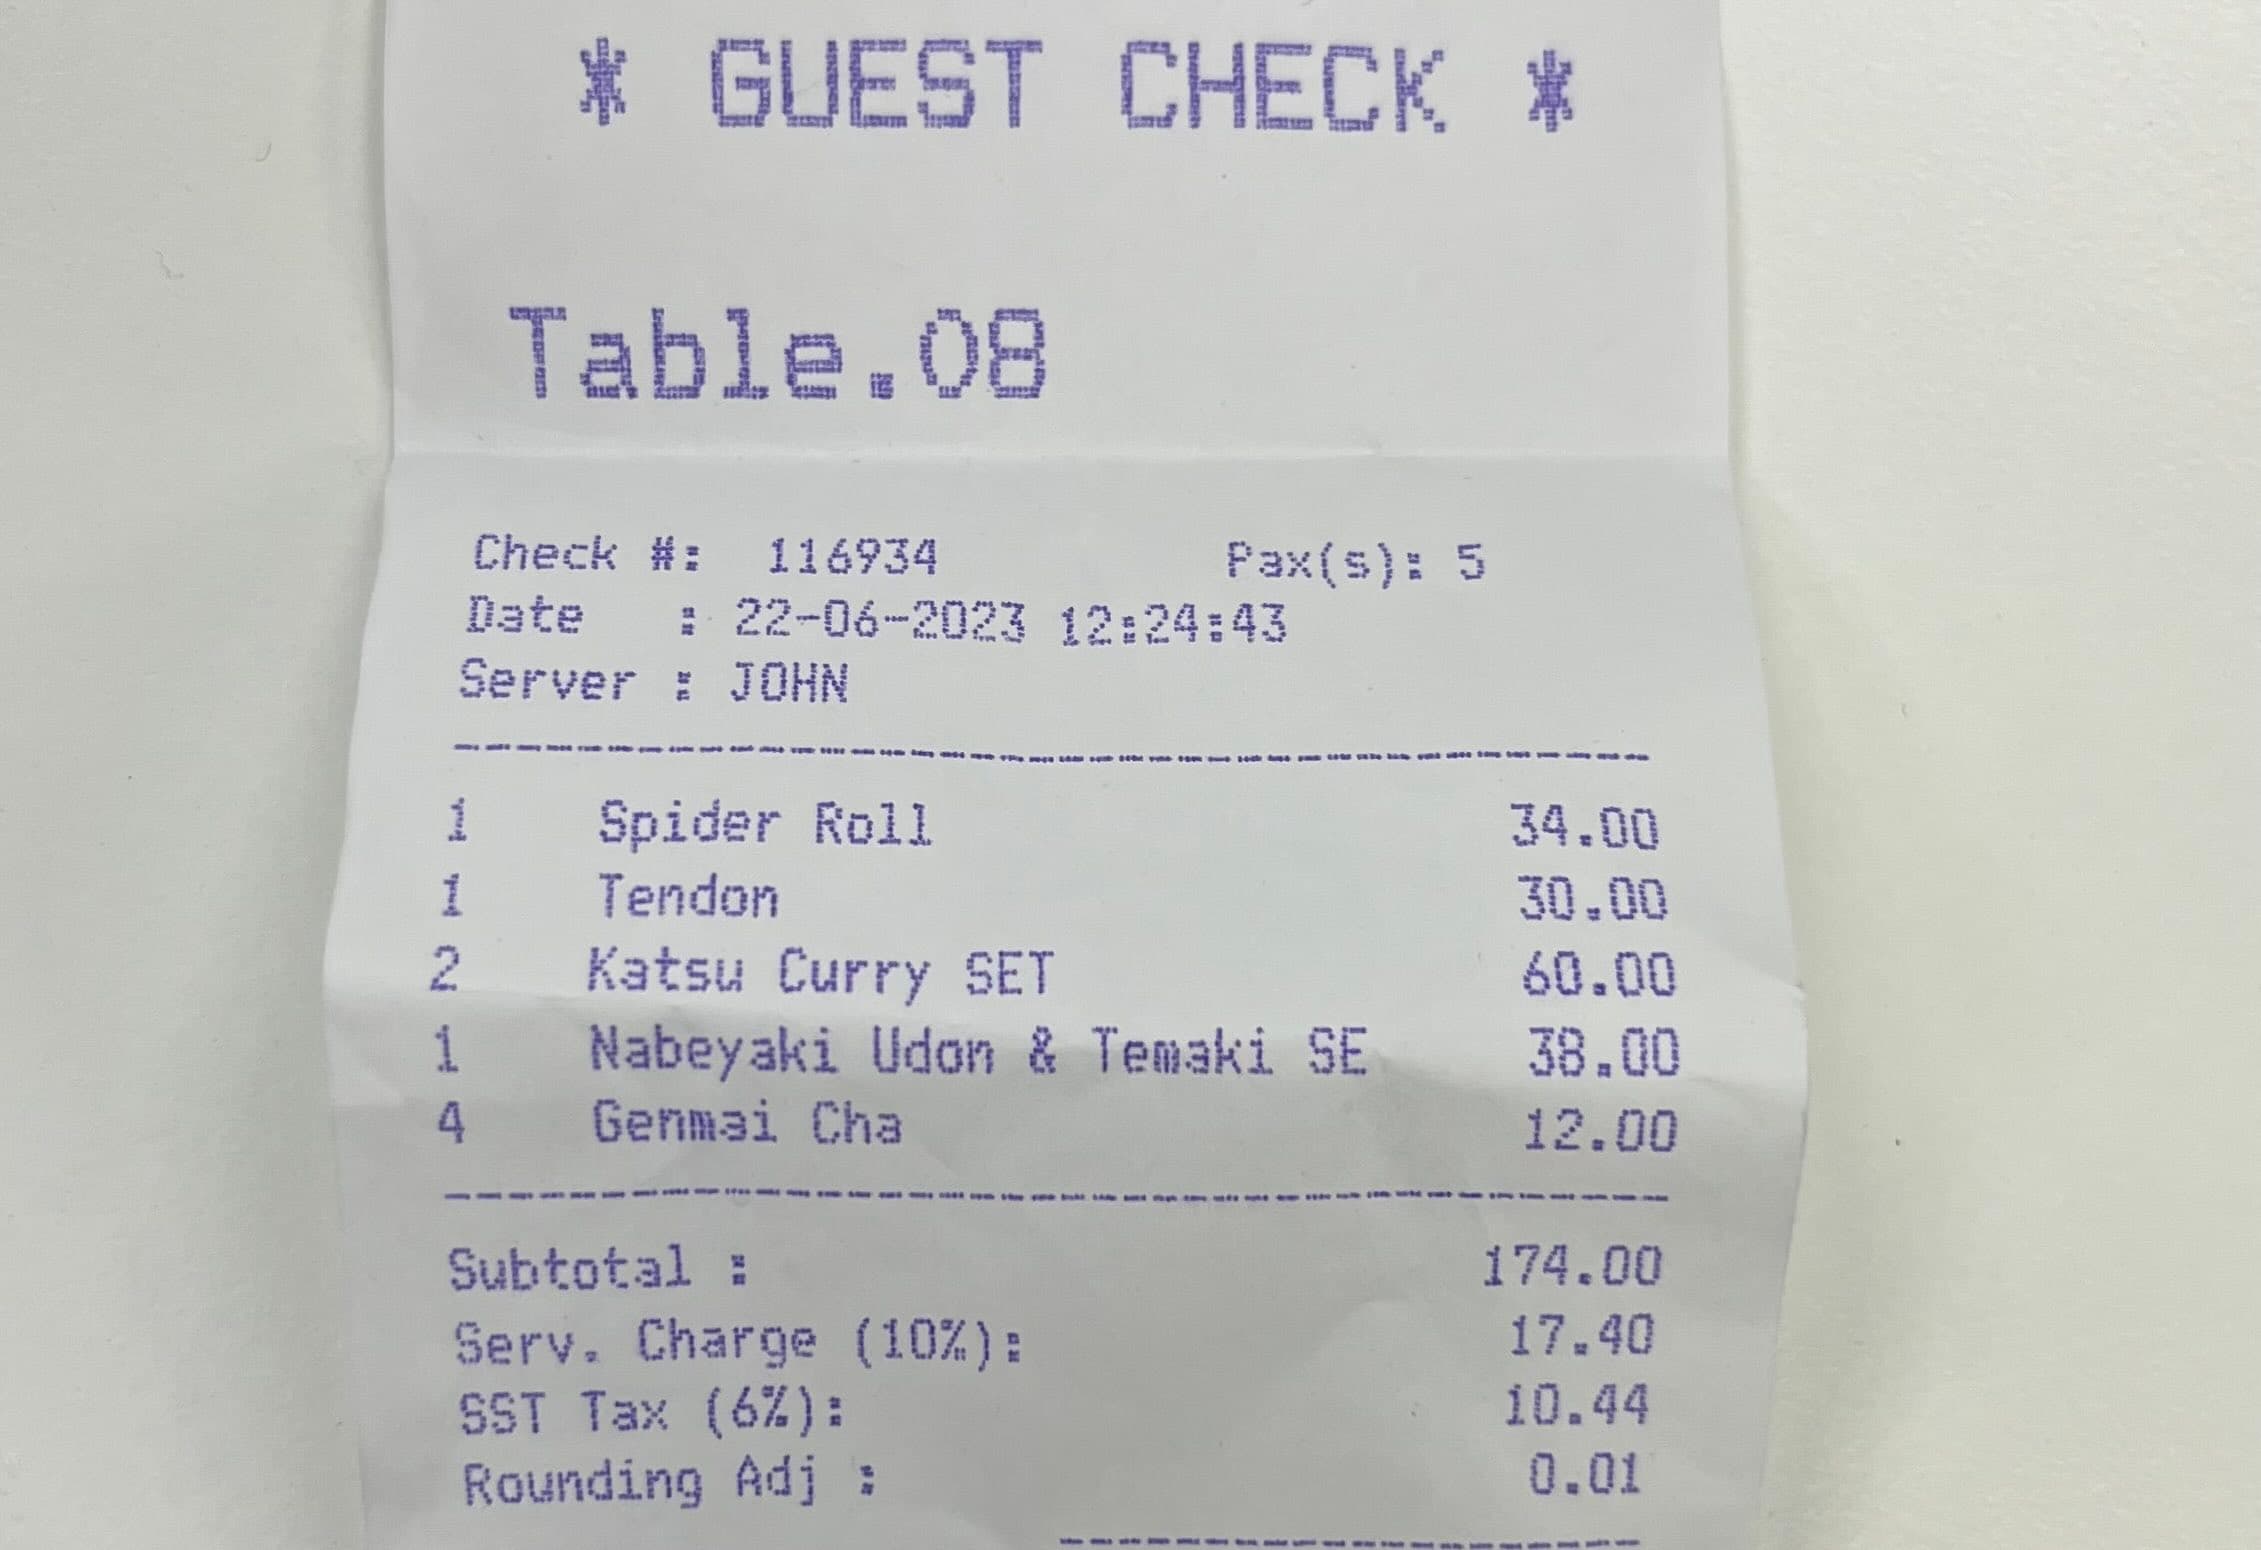 * GUEST CHECK *
Table.08
Check #: 116934 Pax(s): 5
Date : 22-06-2023 12:24:43
Server : JOHN
1 Spider Roll 34.00
1 Tendon 30.00
2 Katsu Curry SET 60.00
1 Nabeyaki Udon & Temaki SE 38.00
4 Genmai Cha 12.00
Subtotal : 174.00
Serv. Charge (10%): 17.40
SST Tax (6%): 10.44
Rounding Adj : 0.01